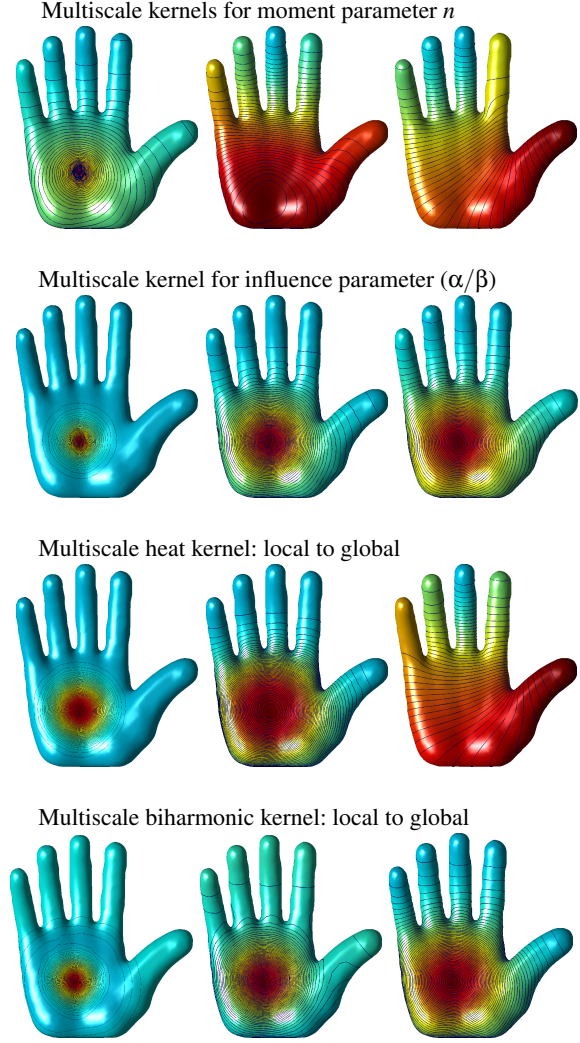 Multiscale kernels for moment parameter n
Multiscale kernel for influence parameter (α/β)
Multiscale heat kernel: local to global
Multiscale biharmonic kernel: local to global